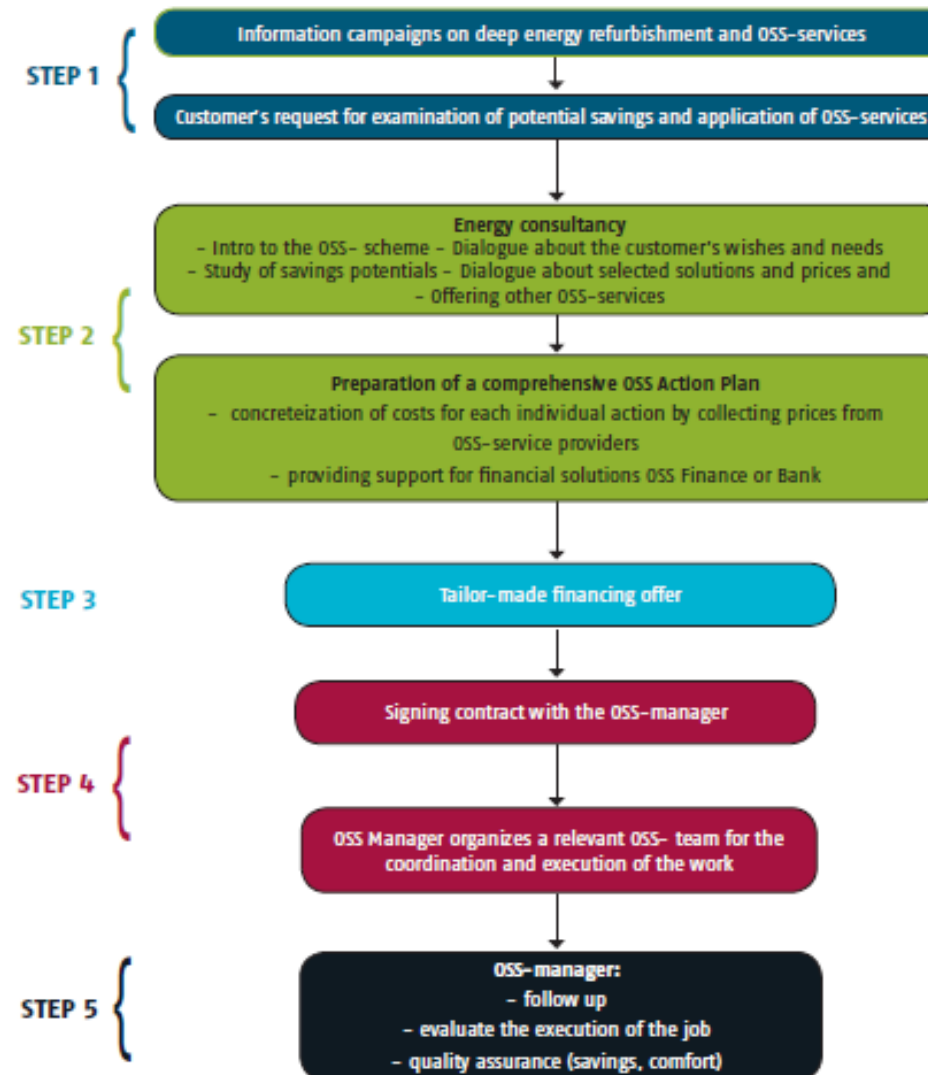 STEP 1
Information campaigns on deep energy refurbishment and OSS-services
Customer's request for examination of potential savings and application of OSS-services
STEP 2
Energy consultancy
- Intro to the OSS- scheme - Dialogue about the customer's wishes and needs
- Study of savings potentials - Dialogue about selected solutions and prices and
- Offering other OSS-services
Preparation of a comprehensive OSS Action Plan
- concreteization of costs for each individual action by collecting prices from
OSS-service providers
- providing support for financial solutions OSS Finance or Bank
STEP 3
Tailor-made financing offer
STEP 4
Signing contract with the OSS-manager
OSS Manager organizes a relevant OSS- team for the
coordination and execution of the work
STEP 5
OSS-manager:
- follow up
- evaluate the execution of the job
- quality assurance (savings, comfort)